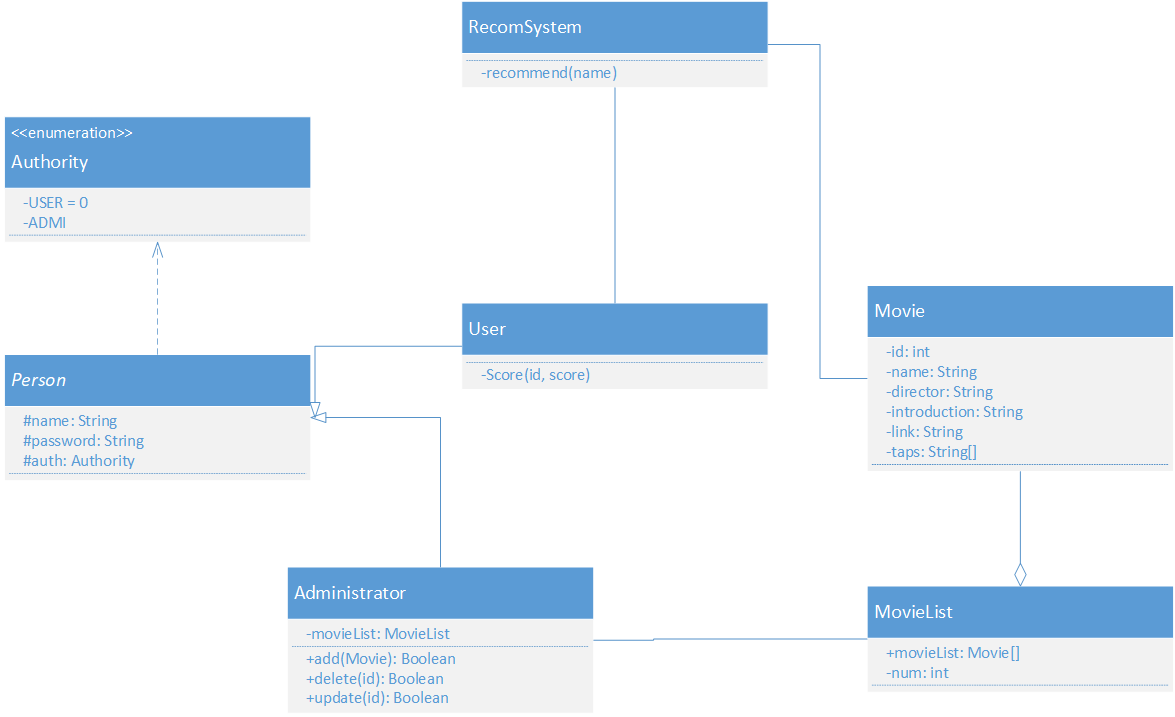 RecomSystem
-recommend(name)
<<enumeration>>
Authority
-USER = 0
-ADMI
User
-Score(id, score)
Movie
-id: int
-name: String
-director: String
-introduction: String
-link: String
-taps: String[]
Person
#name: String
#password: String
#auth: Authority
Administrator
-movieList: MovieList
+add(Movie): Boolean
+delete(id): Boolean
+update(id): Boolean
MovieList
+movieList: Movie[]
-num: int